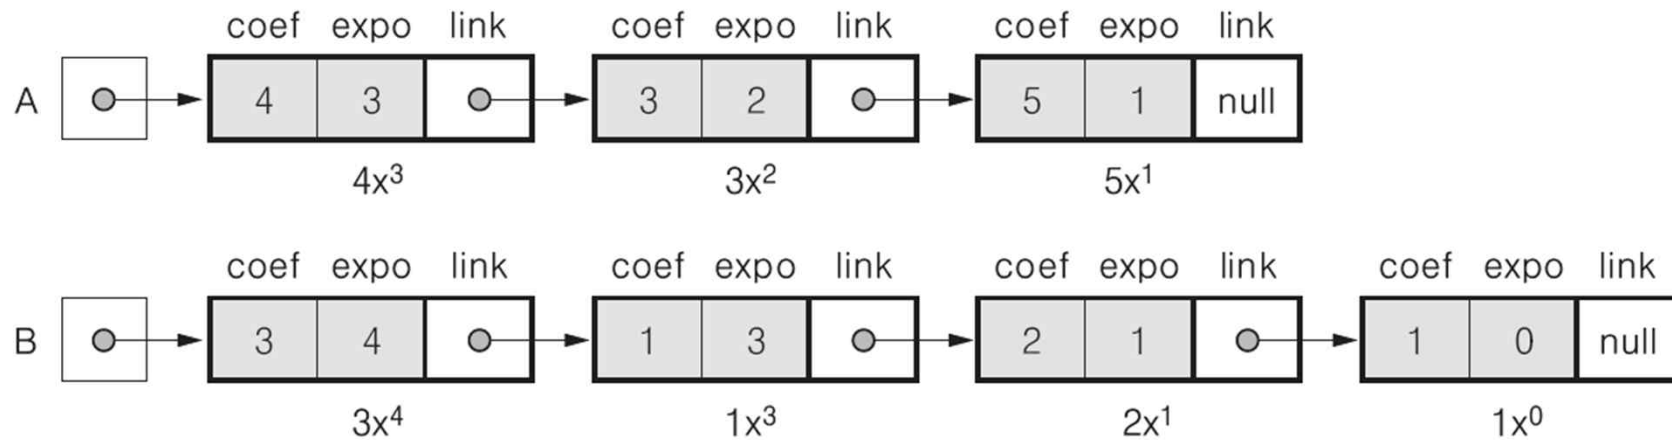 coef expo link coef expo link coef expo link
A 4 3 3 2 5 1 null
4x³ 3x² 5x¹
coef expo link coef expo link coef expo link coef expo link
B 3 4 1 3 2 1 1 0 null
3x⁴ 1x³ 2x¹ 1x⁰